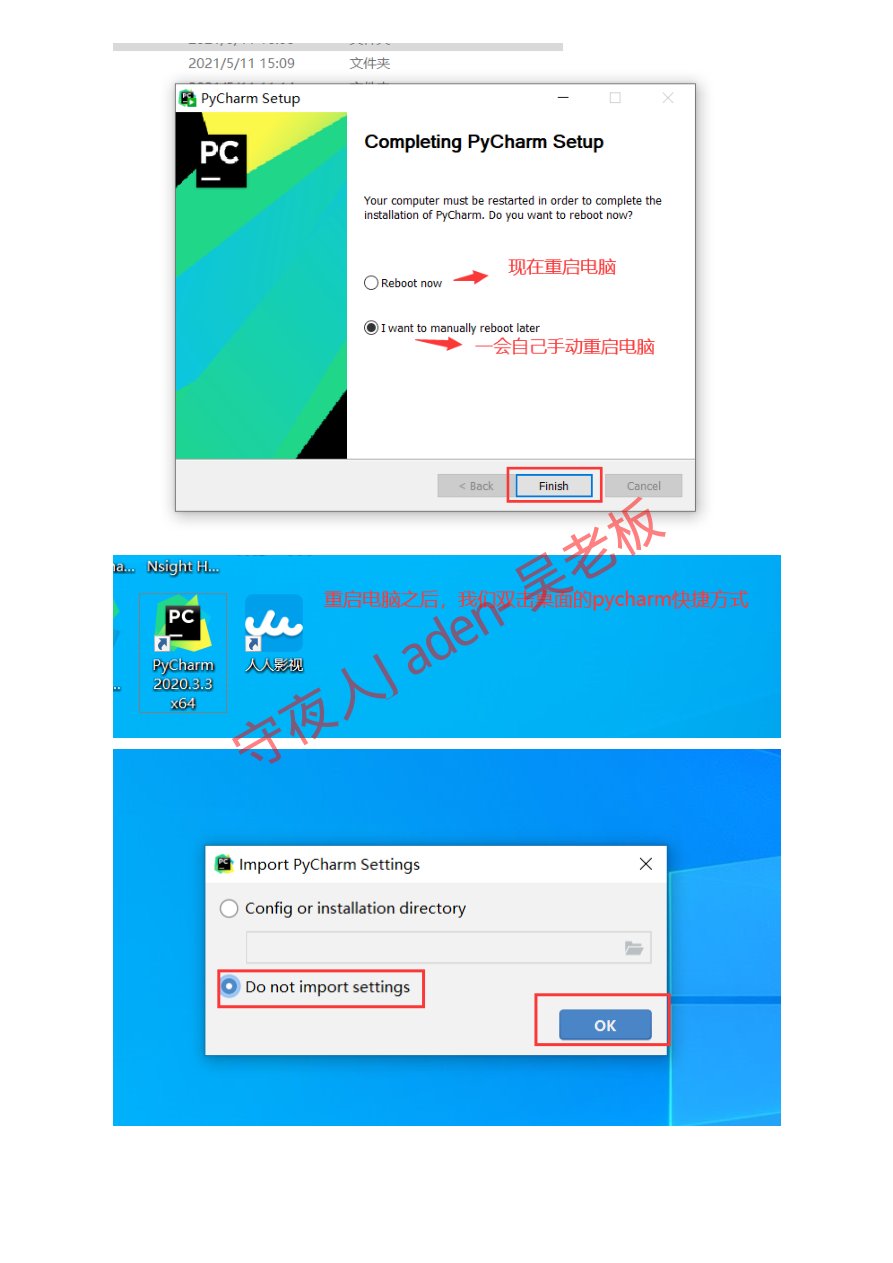 2021/5/11 15:09 文件夹
PyCharm Setup
PC
Completing PyCharm Setup
Your computer must be restarted in order to complete the
installation of PyCharm. Do you want to reboot now?
现在重启电脑
Reboot now
I want to manually reboot later
一会自己手动重启电脑
< Back Finish Cancel
守夜人Jaden-吴老板
Nsight H...
重启电脑之后，我们双击桌面的pycharm快捷方式
PC
PyCharm
2020.3.3
x64
人人影视
PC
Import PyCharm Settings
Config or installation directory
Do not import settings
OK